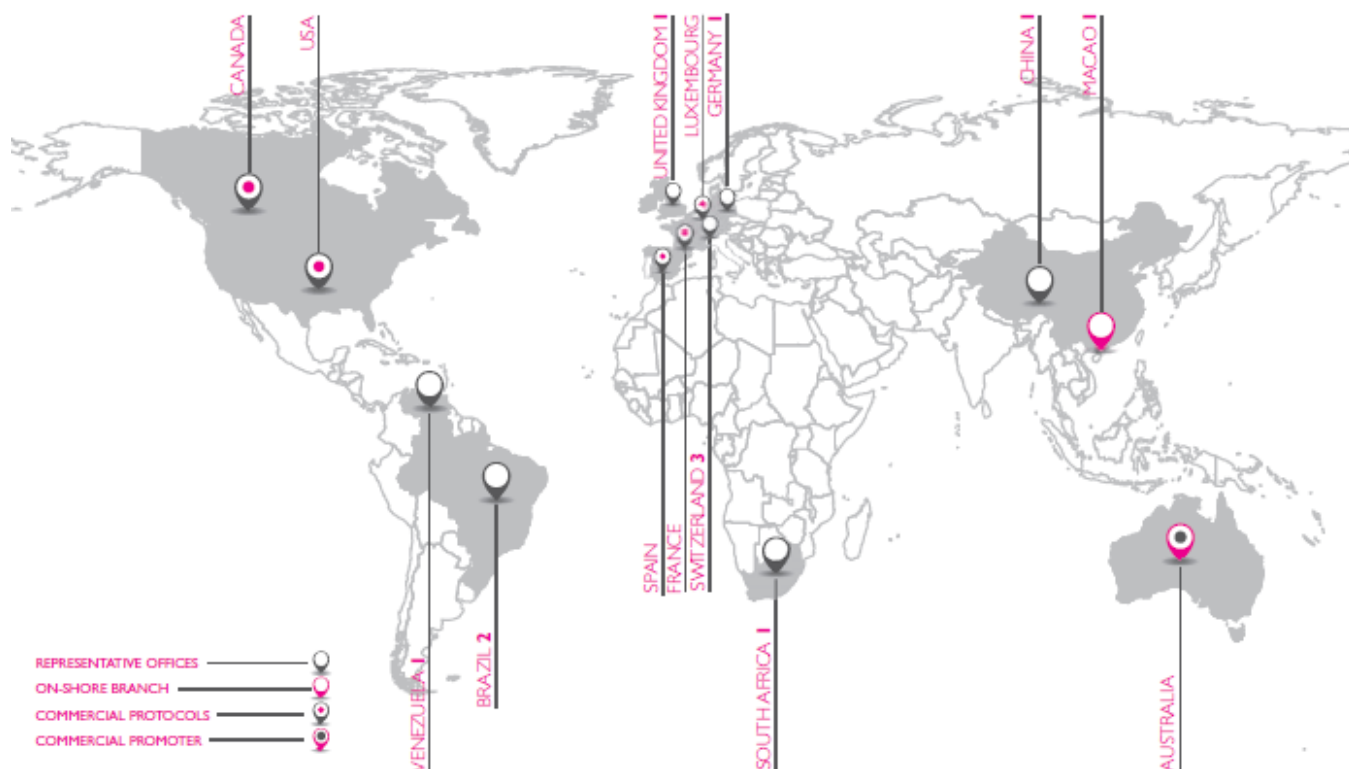 CANADA
USA
UNITED KINGDOM 1
LUXEMBOURG
GERMANY 1
CHINA 1
MACAO 1
SPAIN
FRANCE
SWITZERLAND 3
VENEZUELA 1
BRAZIL 2
SOUTH AFRICA 1
AUSTRALIA
REPRESENTATIVE OFFICES
ON-SHORE BRANCH
COMMERCIAL PROTOCOLS
COMMERCIAL PROMOTER